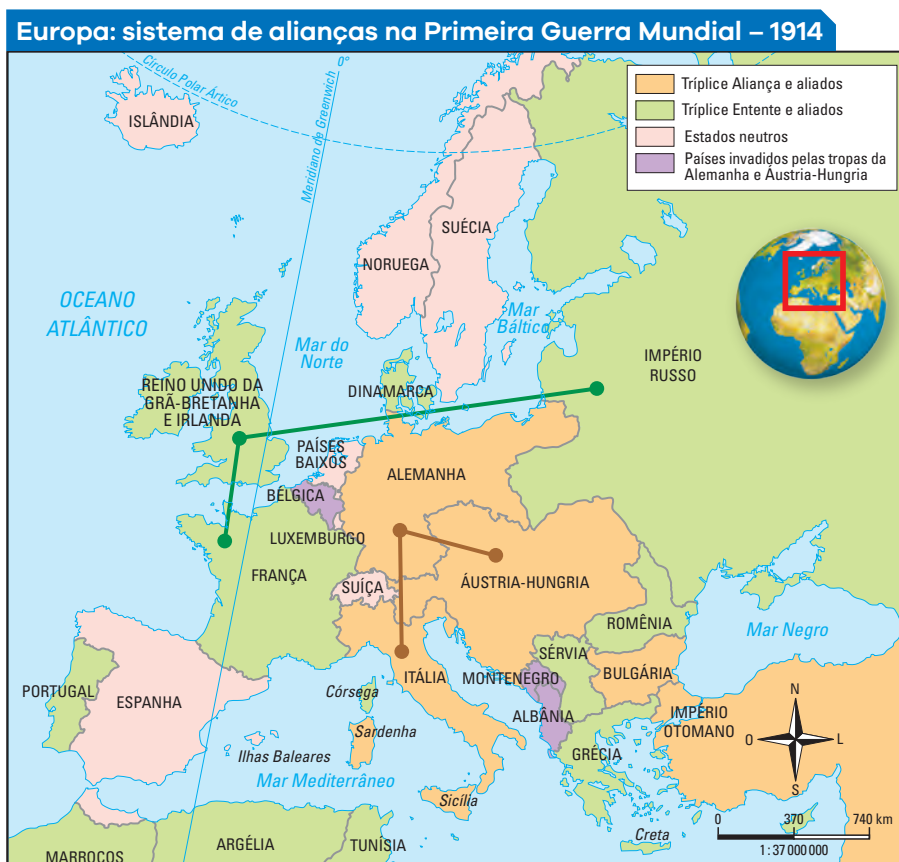 Europa: sistema de alianças na Primeira Guerra Mundial – 1914
Tríplice Aliança e aliados
Tríplice Entente e aliados
Estados neutros
Países invadidos pelas tropas da
Alemanha e Áustria-Hungria
Círculo Polar Ártico
Meridiano de Greenwich
0°
ISLÂNDIA
SUÉCIA
NORUEGA
OCEANO
ATLÂNTICO
Mar do
Norte
Mar
Báltico
IMPÉRIO
RUSSO
REINO UNIDO DA
GRÃ-BRETANHA
E IRLANDA
DINAMARCA
PAÍSES
BAIXOS
ALEMANHA
BÉLGICA
LUXEMBURGO
FRANÇA
SUÍÇA
ÁUSTRIA-HUNGRIA
ROMÊNIA
Mar Negro
SÉRVIA
ITÁLIA
MONTENEGRO
BULGÁRIA
PORTUGAL
ESPANHA
Córsega
Sardenha
ALBÂNIA
IMPÉRIO
OTOMANO
Ilhas Baleares
Mar Mediterrâneo
GRÉCIA
Sicília
Creta
MARROCOS
ARGÉLIA
TUNÍSIA
N
O
L
S
0 370 740 km
1: 37 000 000